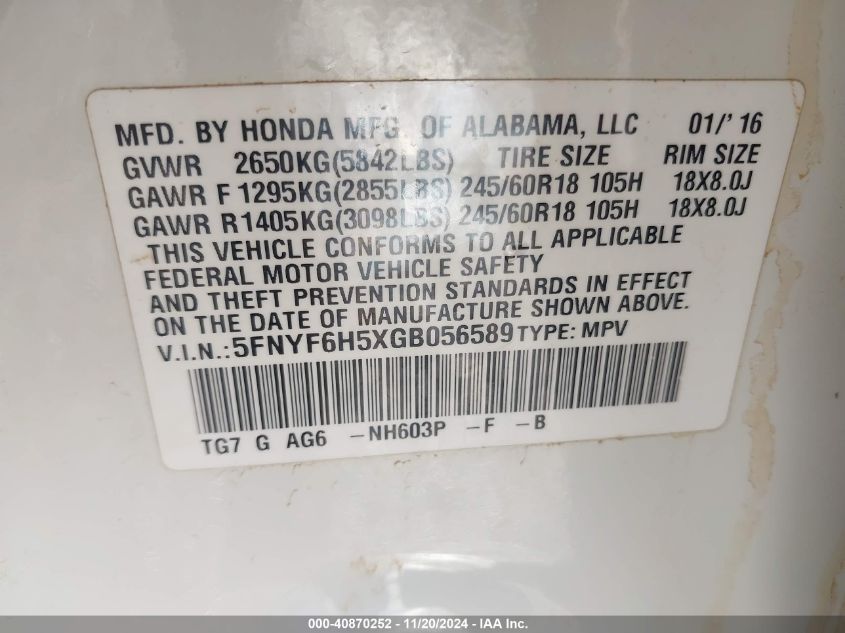 MFD. BY HONDA MFG. OF ALABAMA, LLC 01/'16
GVWR 2650KG(5842LBS) TIRE SIZE RIM SIZE
GAWR F 1295KG(2855LBS) 245/60R18 105H 18X8.0J
GAWR R1405KG(3098LBS) 245/60R18 105H 18X8.0J
THIS VEHICLE CONFORMS TO ALL APPLICABLE
FEDERAL MOTOR VEHICLE SAFETY
AND THEFT PREVENTION STANDARDS IN EFFECT
ON THE DATE OF MANUFACTURE SHOWN ABOVE.
V.I.N.:5FNYF6H5XGB056589 TYPE: MPV
TG7 G AG6 -NH603P -F -B
000-40870252 - 11/20/2024 - IAA Inc.